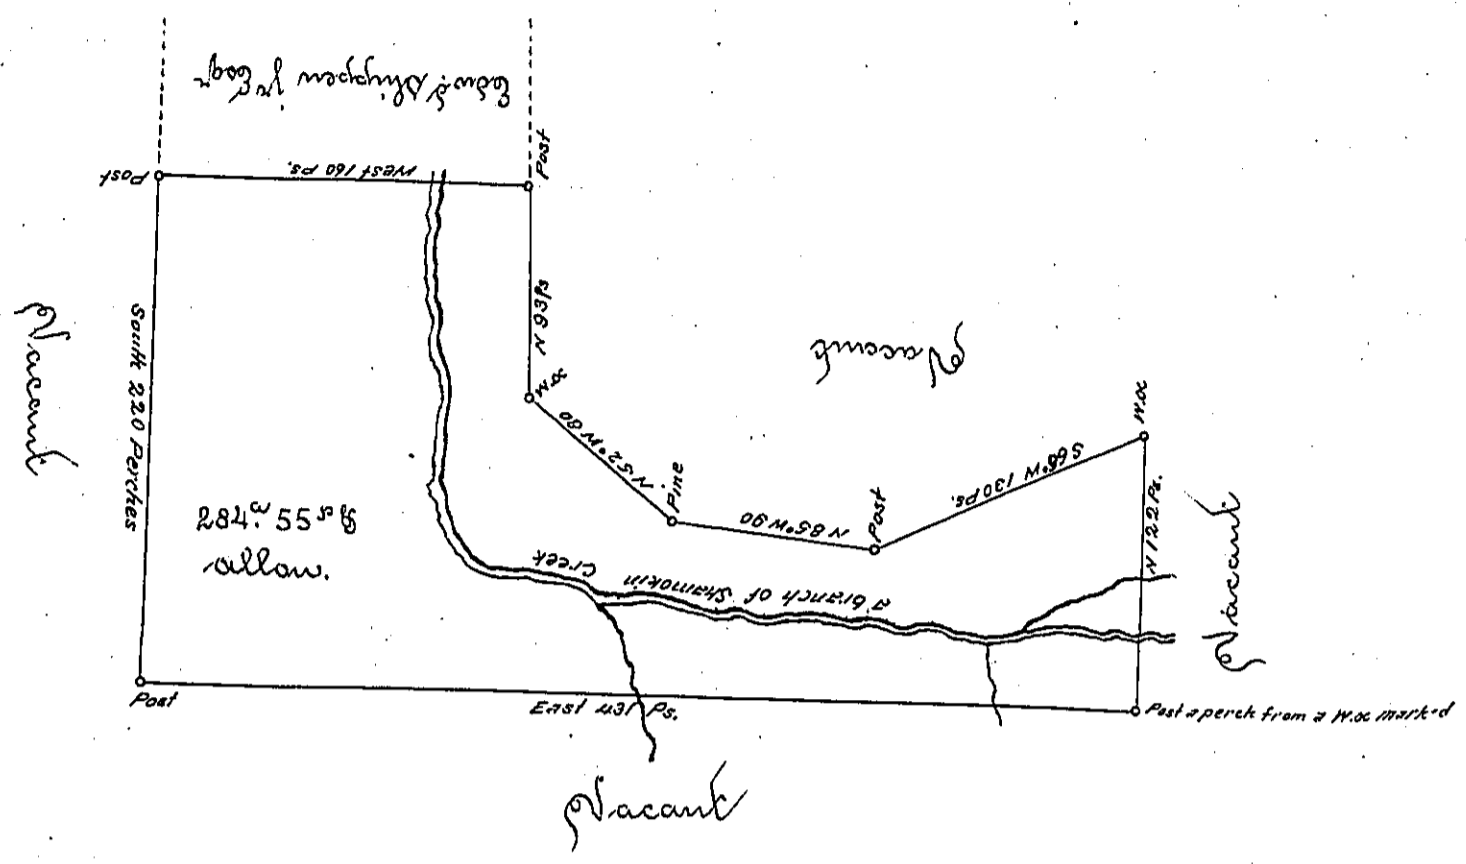 Edwd. Shippen jr. Esqr
Post
West 160 Ps.
Post
South 220 Perches
Vacant
N 93 Ps
W.O.
N 52° W 80
Pine
N 85° W 90
Post
S 66° W 130 Ps.
W.O.
Vacant
N 122 Ps.
Vacant
284: 55
allow.
a branch of Shamokin
Creek
Post
East 431 Ps.
Post a perch from a W.O. marked
Vacant